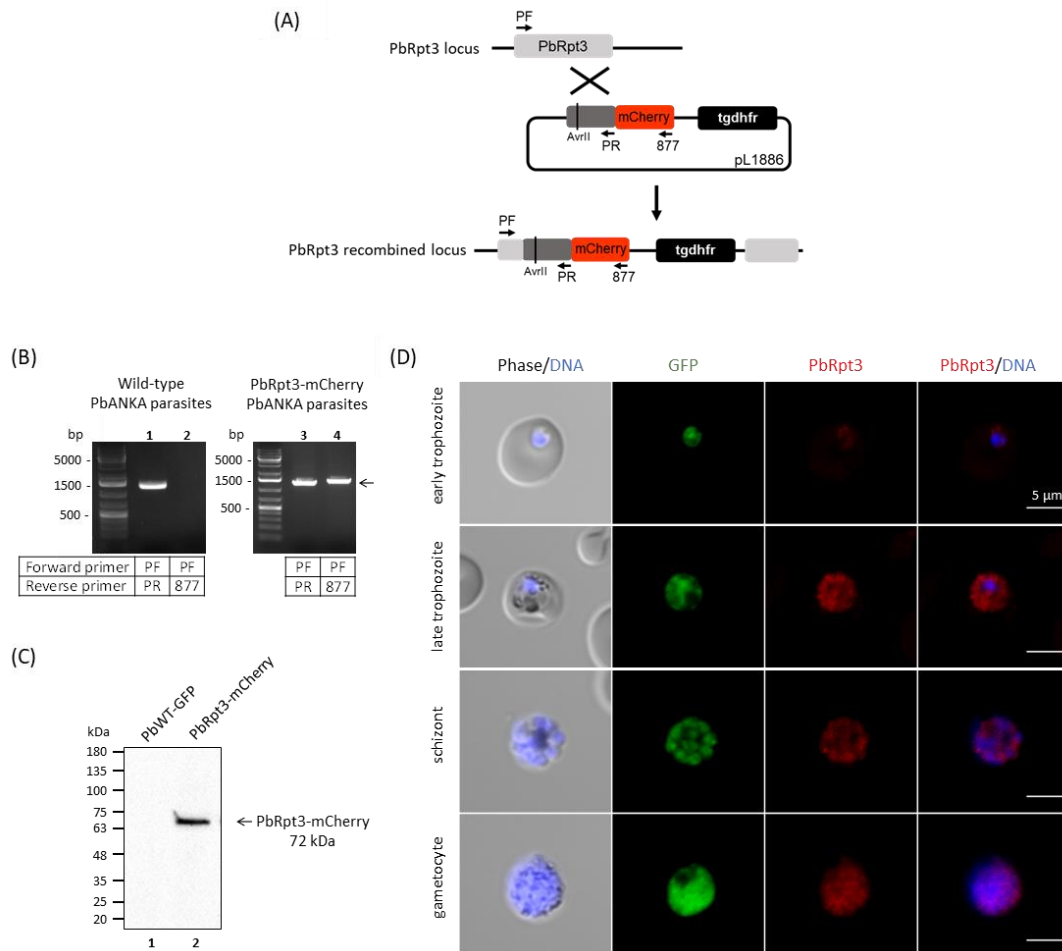 (A)
PF
PbRpt3 locus
PbRpt3
mCherry
tgdhfr
AvrII
PR
877
pL1886
PF
PbRpt3 recombined locus
mCherry
tgdhfr
AvrII
PR
877
(B)
Wild-type
PbANKA parasites
bp
1
2
5000 -
1500 -
500 -
Forward primer PF PF
Reverse primer PR 877
PbRpt3-mCherry
PbANKA parasites
bp
3
4
5000 -
1500 -
500 -
PF PF
PR 877
(C)
PbWT-GFP
PbRpt3-mCherry
kDa
180
135
100
75
63
48
35
25
20
PbRpt3-mCherry
72 kDa
1
2
(D)
Phase/DNA
GFP
PbRpt3
PbRpt3/DNA
early trophozoite
5 µm
late trophozoite
schizont
gametocyte